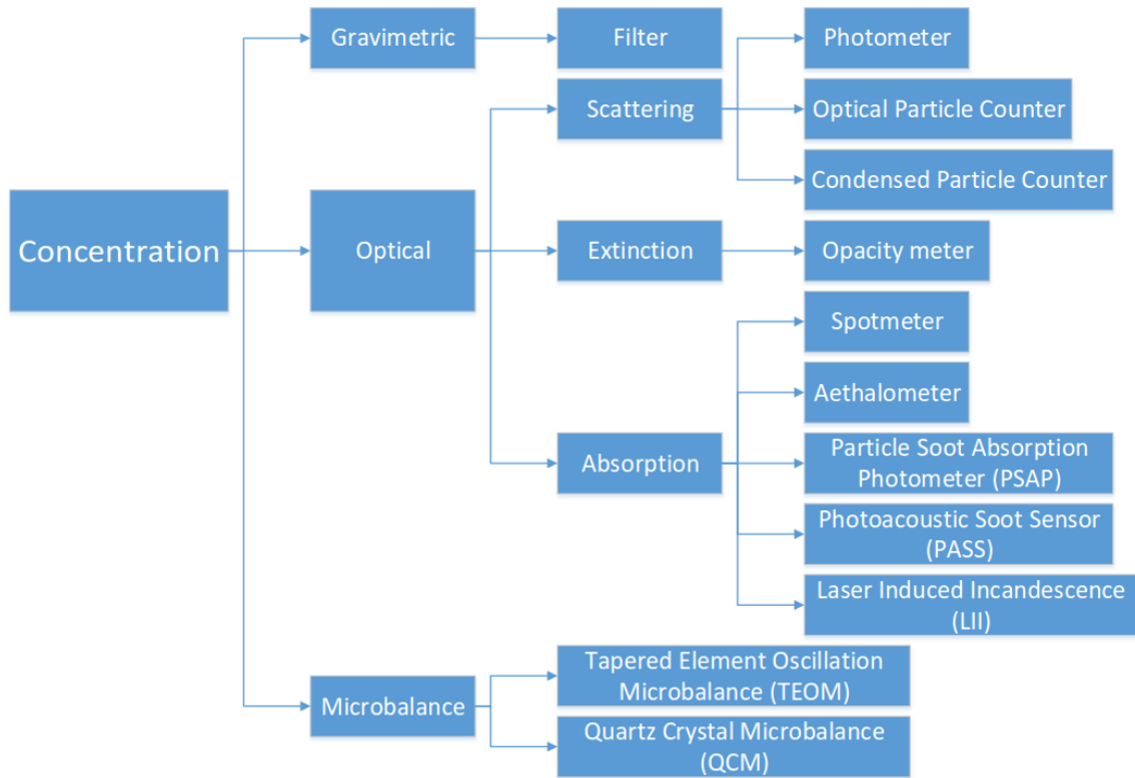 Gravimetric
Filter
Photometer
Scattering
Optical Particle Counter
Condensed Particle Counter
Concentration
Optical
Extinction
Opacity meter
Spotmeter
Aethalometer
Absorption
Particle Soot Absorption
Photometer (PSAP)
Photoacoustic Soot Sensor
(PASS)
Laser Induced Incandescence
(LII)
Microbalance
Tapered Element Oscillation
Microbalance (TEOM)
Quartz Crystal Microbalance
(QCM)